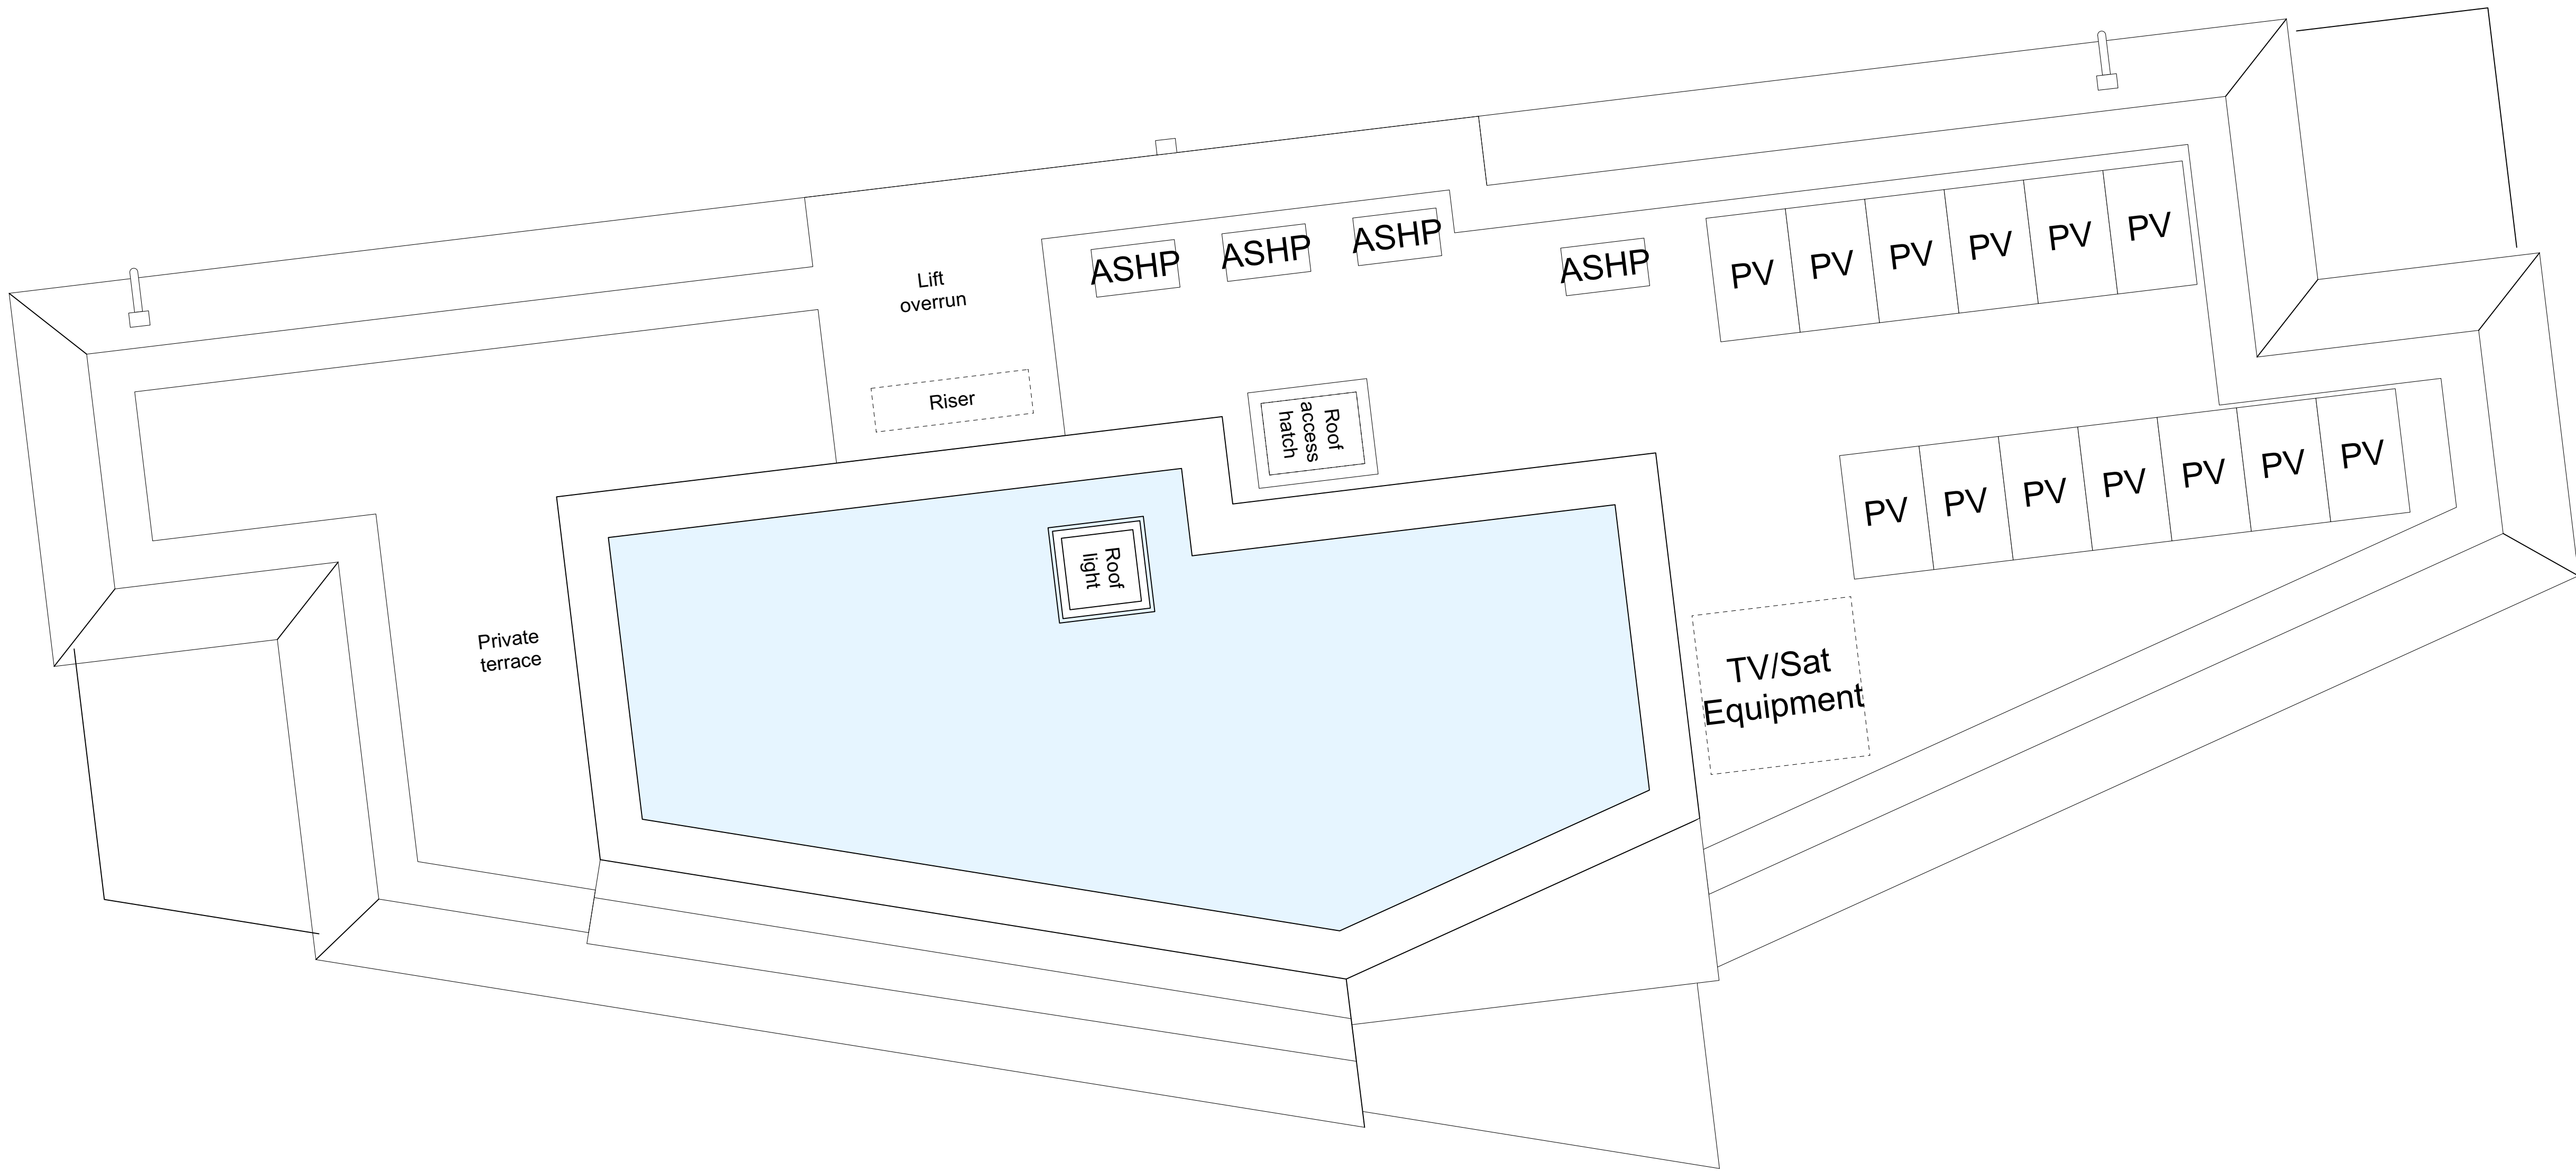 ASHP
ASHP
ASHP
ASHP
PV
PV
PV
PV
PV
PV
Lift
overrun
Riser
Roof
access
hatch
PV
PV
PV
PV
PV
PV
PV
Roof
light
Private
terrace
TV/Sat
Equipment